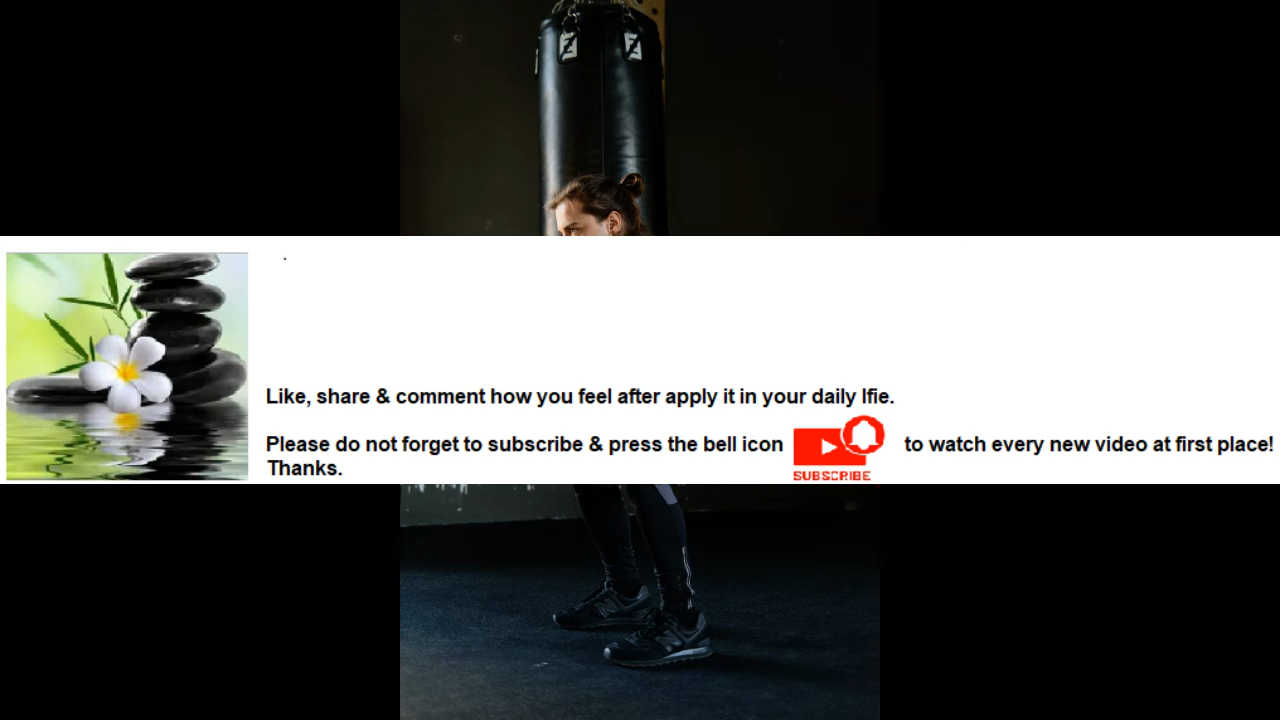 Like, share & comment how you feel after apply it in your daily lfie.
Please do not forget to subscribe & press the bell icon to watch every new video at first place!
SUBSCRIBE
Thanks.